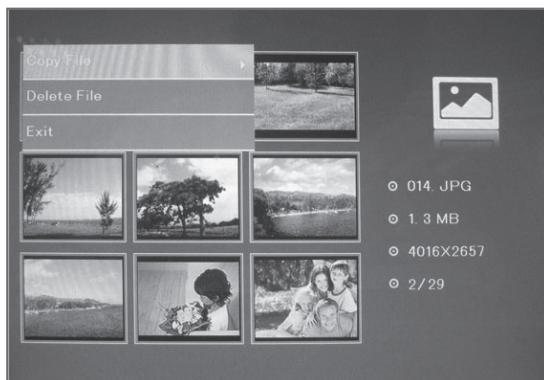 Copy File
Delete File
Exit
014. JPG
1. 3 MB
4016X2657
2/29